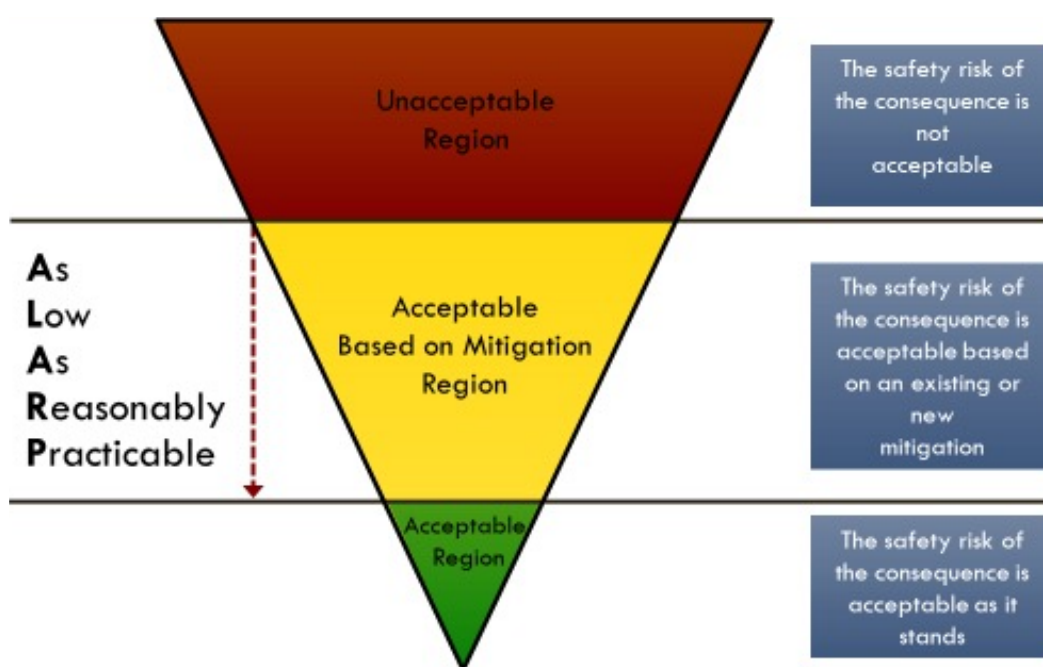 Unacceptable
Region
The safety risk of
the consequence is
not
acceptable
As
Low
As
Reasonably
Practicable
Acceptable
Based on Mitigation
Region
The safety risk of
the consequence is
acceptable based
on an existing or
new
mitigation
Acceptable
Region
The safety risk of
the consequence is
acceptable as it
stands